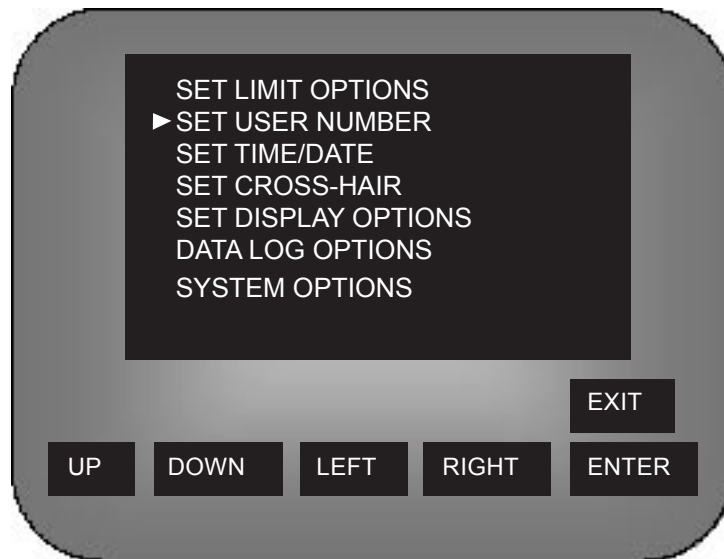 SET LIMIT OPTIONS
SET USER NUMBER
SET TIME/DATE
SET CROSS-HAIR
SET DISPLAY OPTIONS
DATA LOG OPTIONS
SYSTEM OPTIONS
EXIT
UP DOWN LEFT RIGHT ENTER